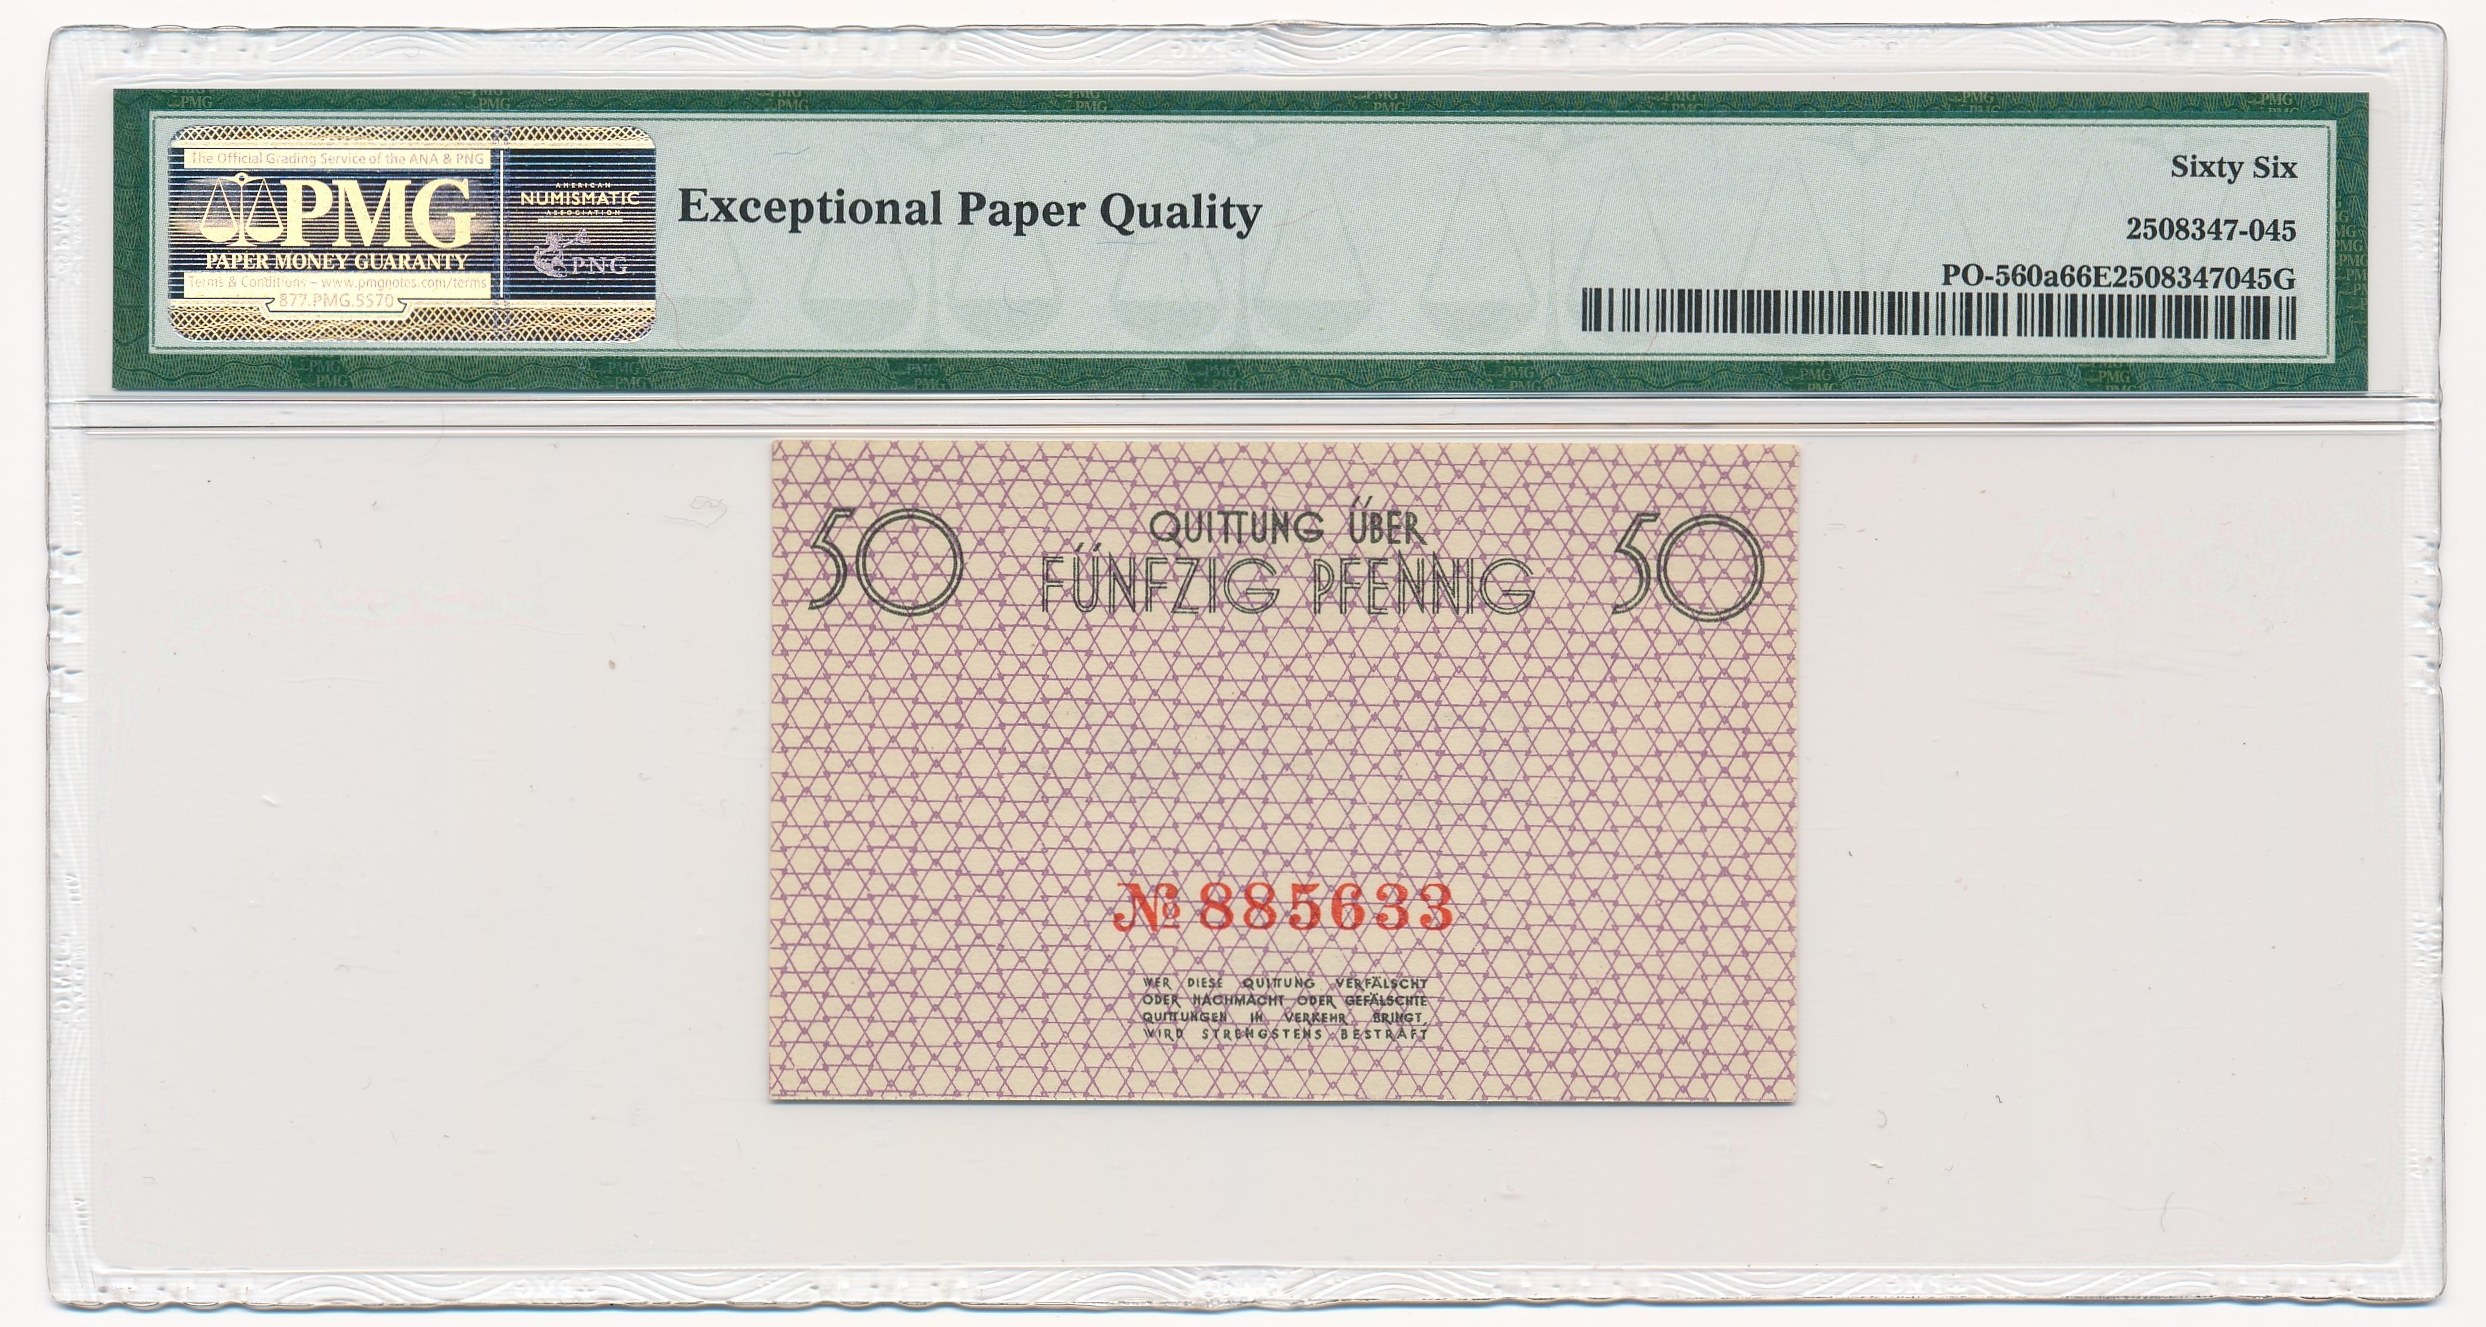 The Official Grading Service of the ANA & PNG
PMG
PAPER MONEY GUARANTY
Terms & Conditions – www.pmgnotes.com/terms
877.PMG.5570
AMERICAN
NUMISMATIC
ASSOCIATION
PNG
Exceptional Paper Quality
Sixty Six
2508347-045
PO-560a66E2508347045G
50 QUITTUNG ÜBER 50
FÜNFZIG PFENNIG
№ 885633
WER DIESE QUITTUNG VERFÄLSCHT
ODER NACHMACHT ODER GEFÄLSCHTE
QUITTUNGEN IN VERKEHR BRINGT,
WIRD STRENGSTENS BESTRAFT